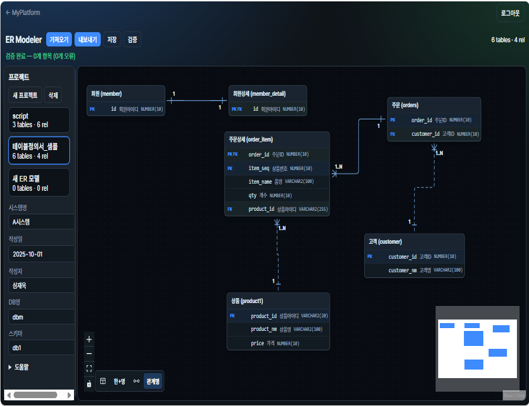 ← MyPlatform
로그아웃
ER Modeler 가져오기 내보내기 저장 검증
6 tables · 4 rel
검증 완료 — 0개 항목 (0개 오류)
프로젝트
새 프로젝트 삭제
script
3 tables · 6 rel
테이블정의서_샘플
6 tables · 4 rel
새 ER 모델
0 tables · 0 rel
시스템명
A시스템
작성일
2025-10-01
작성자
심재욱
DB명
dbm
스키마
db1
▸ 도움말
회원 (member)
PK id 회원아이디 NUMBER(10)
1
1
회원상세 (member_detail)
PK id 회원아이디 NUMBER(10)
주문 (orders)
PK order_id 주문ID NUMBER(10)
FK customer_id 고객ID NUMBER(10)
1
1..N
주문상세 (order_item)
PK FK order_id 주문ID NUMBER(10)
PK item_seq 상품번호 NUMBER(10)
item_name 품명 VARCHAR2(100)
qty 개수 NUMBER(10)
FK product_id 상품아이디 VARCHAR2(255)
1..N
1..N
1
고객 (customer)
PK customer_id 고객ID NUMBER(10)
customer_nm 고객명 VARCHAR2(100)
1
상품 (product1)
PK product_id 상품아이디 VARCHAR2(30)
product_nm 상품명 VARCHAR2(100)
price 가격 NUMBER(10)
한+영
관계명